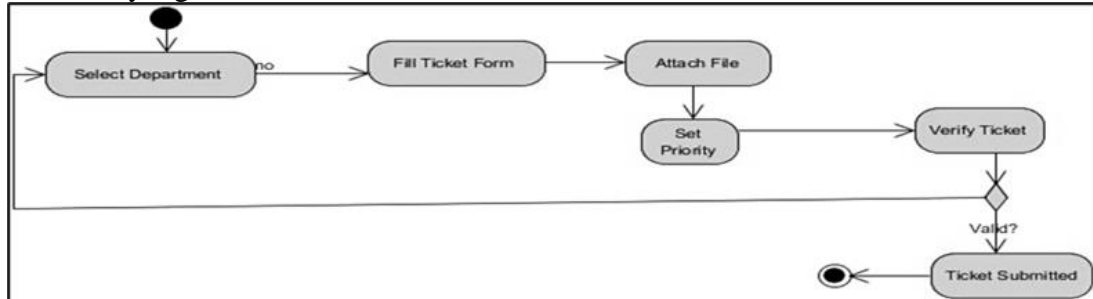 Select Department
no
Fill Ticket Form
Attach File
Set
Priority
Verify Ticket
Valid?
Ticket Submitted